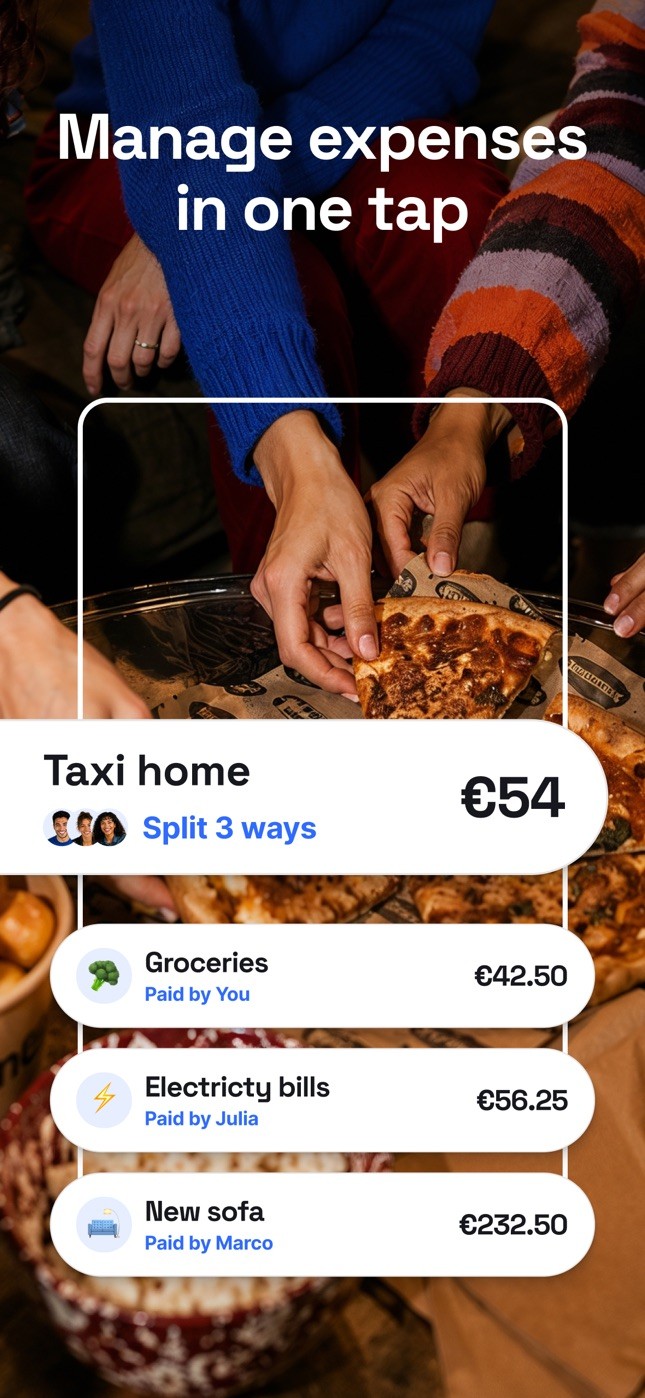 Manage expenses
in one tap
Taxi home
€54
Split 3 ways
Groceries
€42.50
Paid by You
Electricty bills
€56.25
Paid by Julia
New sofa
€232.50
Paid by Marco